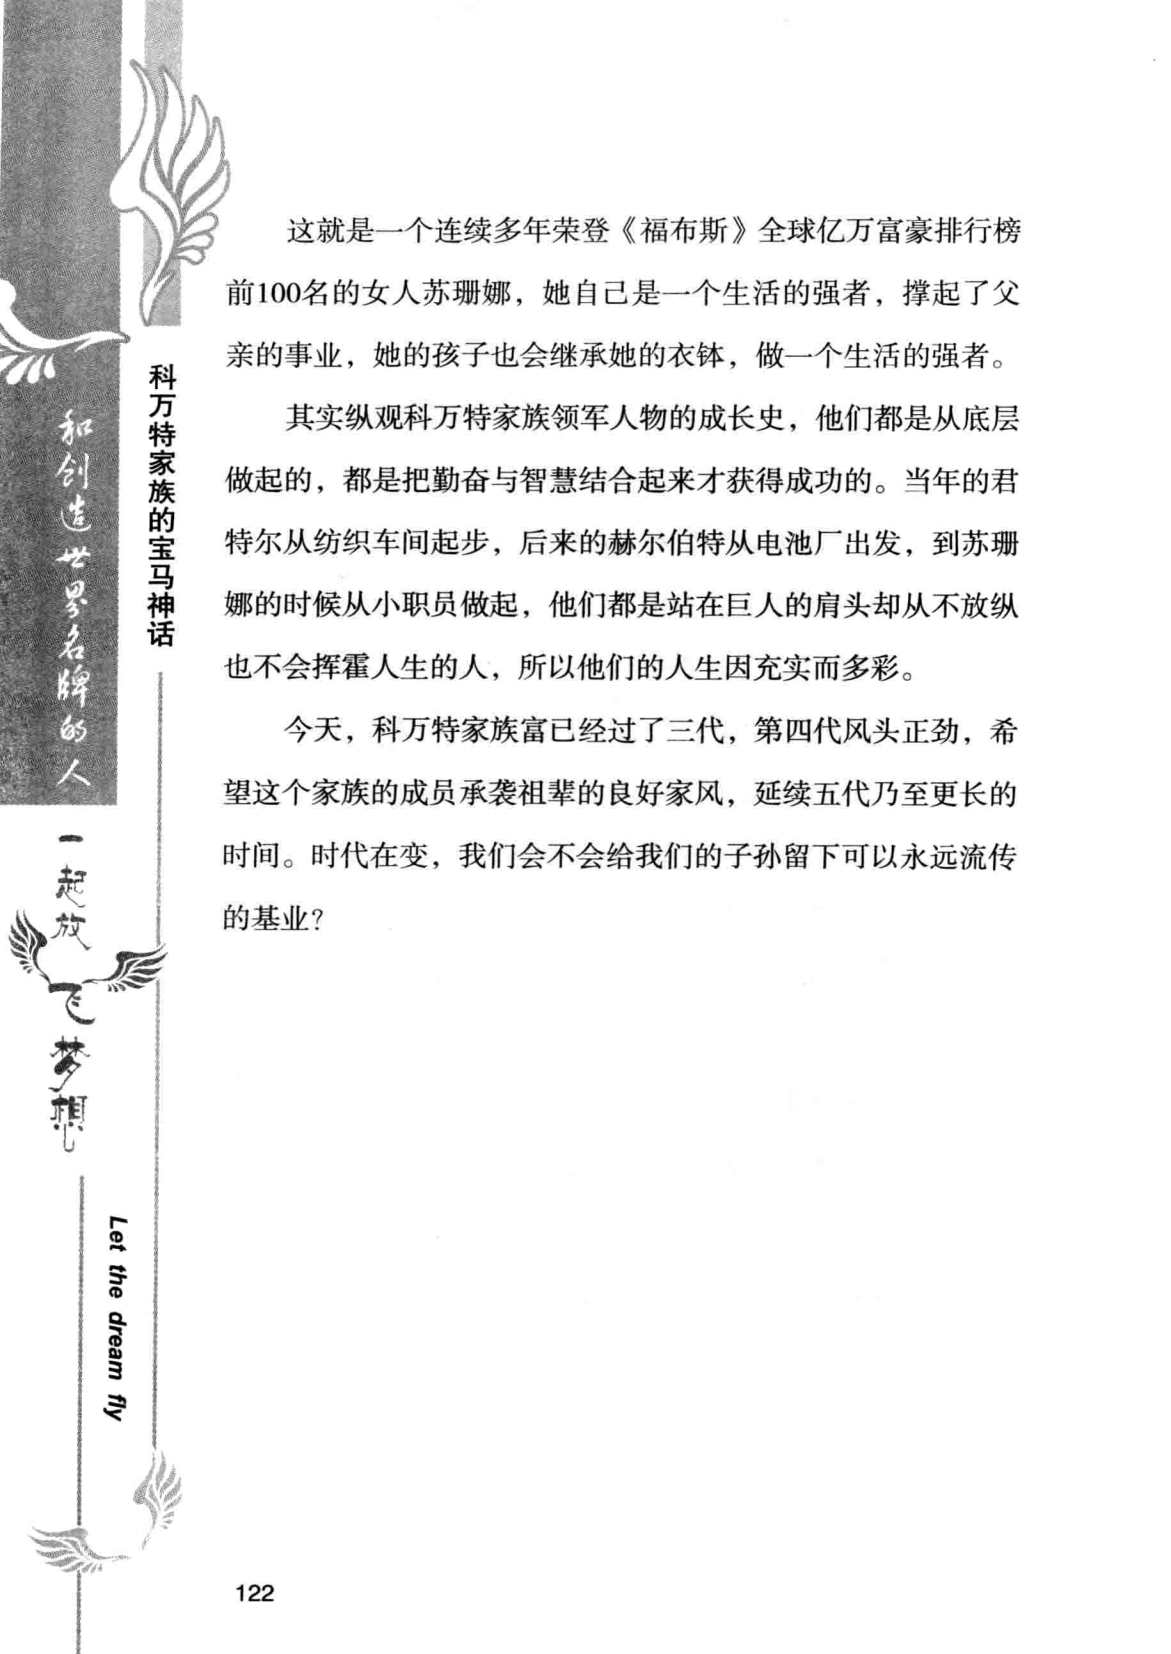 和创造世界名牌的人
一起放飞梦想
Let the dream fly
科万特家族的宝马神话
这就是一个连续多年荣登《福布斯》全球亿万富豪排行榜
前100名的女人苏珊娜，她自己是一个生活的强者，撑起了父
亲的事业，她的孩子也会继承她的衣钵，做一个生活的强者。
其实纵观科万特家族领军人物的成长史，他们都是从底层
做起的，都是把勤奋与智慧结合起来才获得成功的。当年的君
特尔从纺织车间起步，后来的赫尔伯特从电池厂出发，到苏珊
娜的时候从小职员做起，他们都是站在巨人的肩头却从不放纵
也不会挥霍人生的人，所以他们的人生因充实而多彩。
今天，科万特家族富已经过了三代，第四代风头正劲，希
望这个家族的成员承袭祖辈的良好家风，延续五代乃至更长的
时间。时代在变，我们会不会给我们的子孙留下可以永远流传
的基业？
122